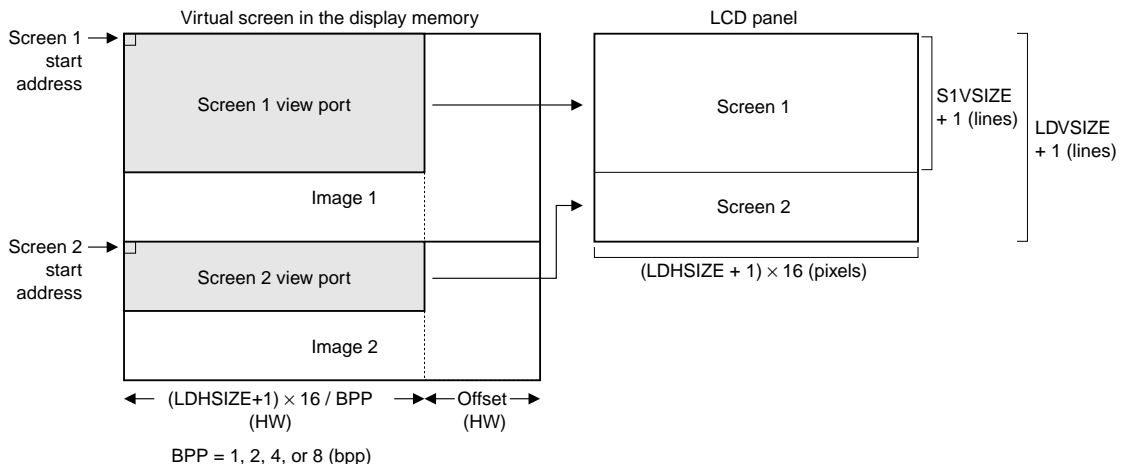 Virtual screen in the display memory
LCD panel
Screen 1
start
address
Screen 1 view port
Image 1
Screen 1
Screen 2
S1VSIZE
+ 1 (lines)
LDVSIZE
+ 1 (lines)
(LDHSIZE + 1) × 16 (pixels)
Screen 2
start
address
Screen 2 view port
Image 2
(LDHSIZE+1) × 16 / BPP
(HW)
Offset
(HW)
BPP = 1, 2, 4, or 8 (bpp)